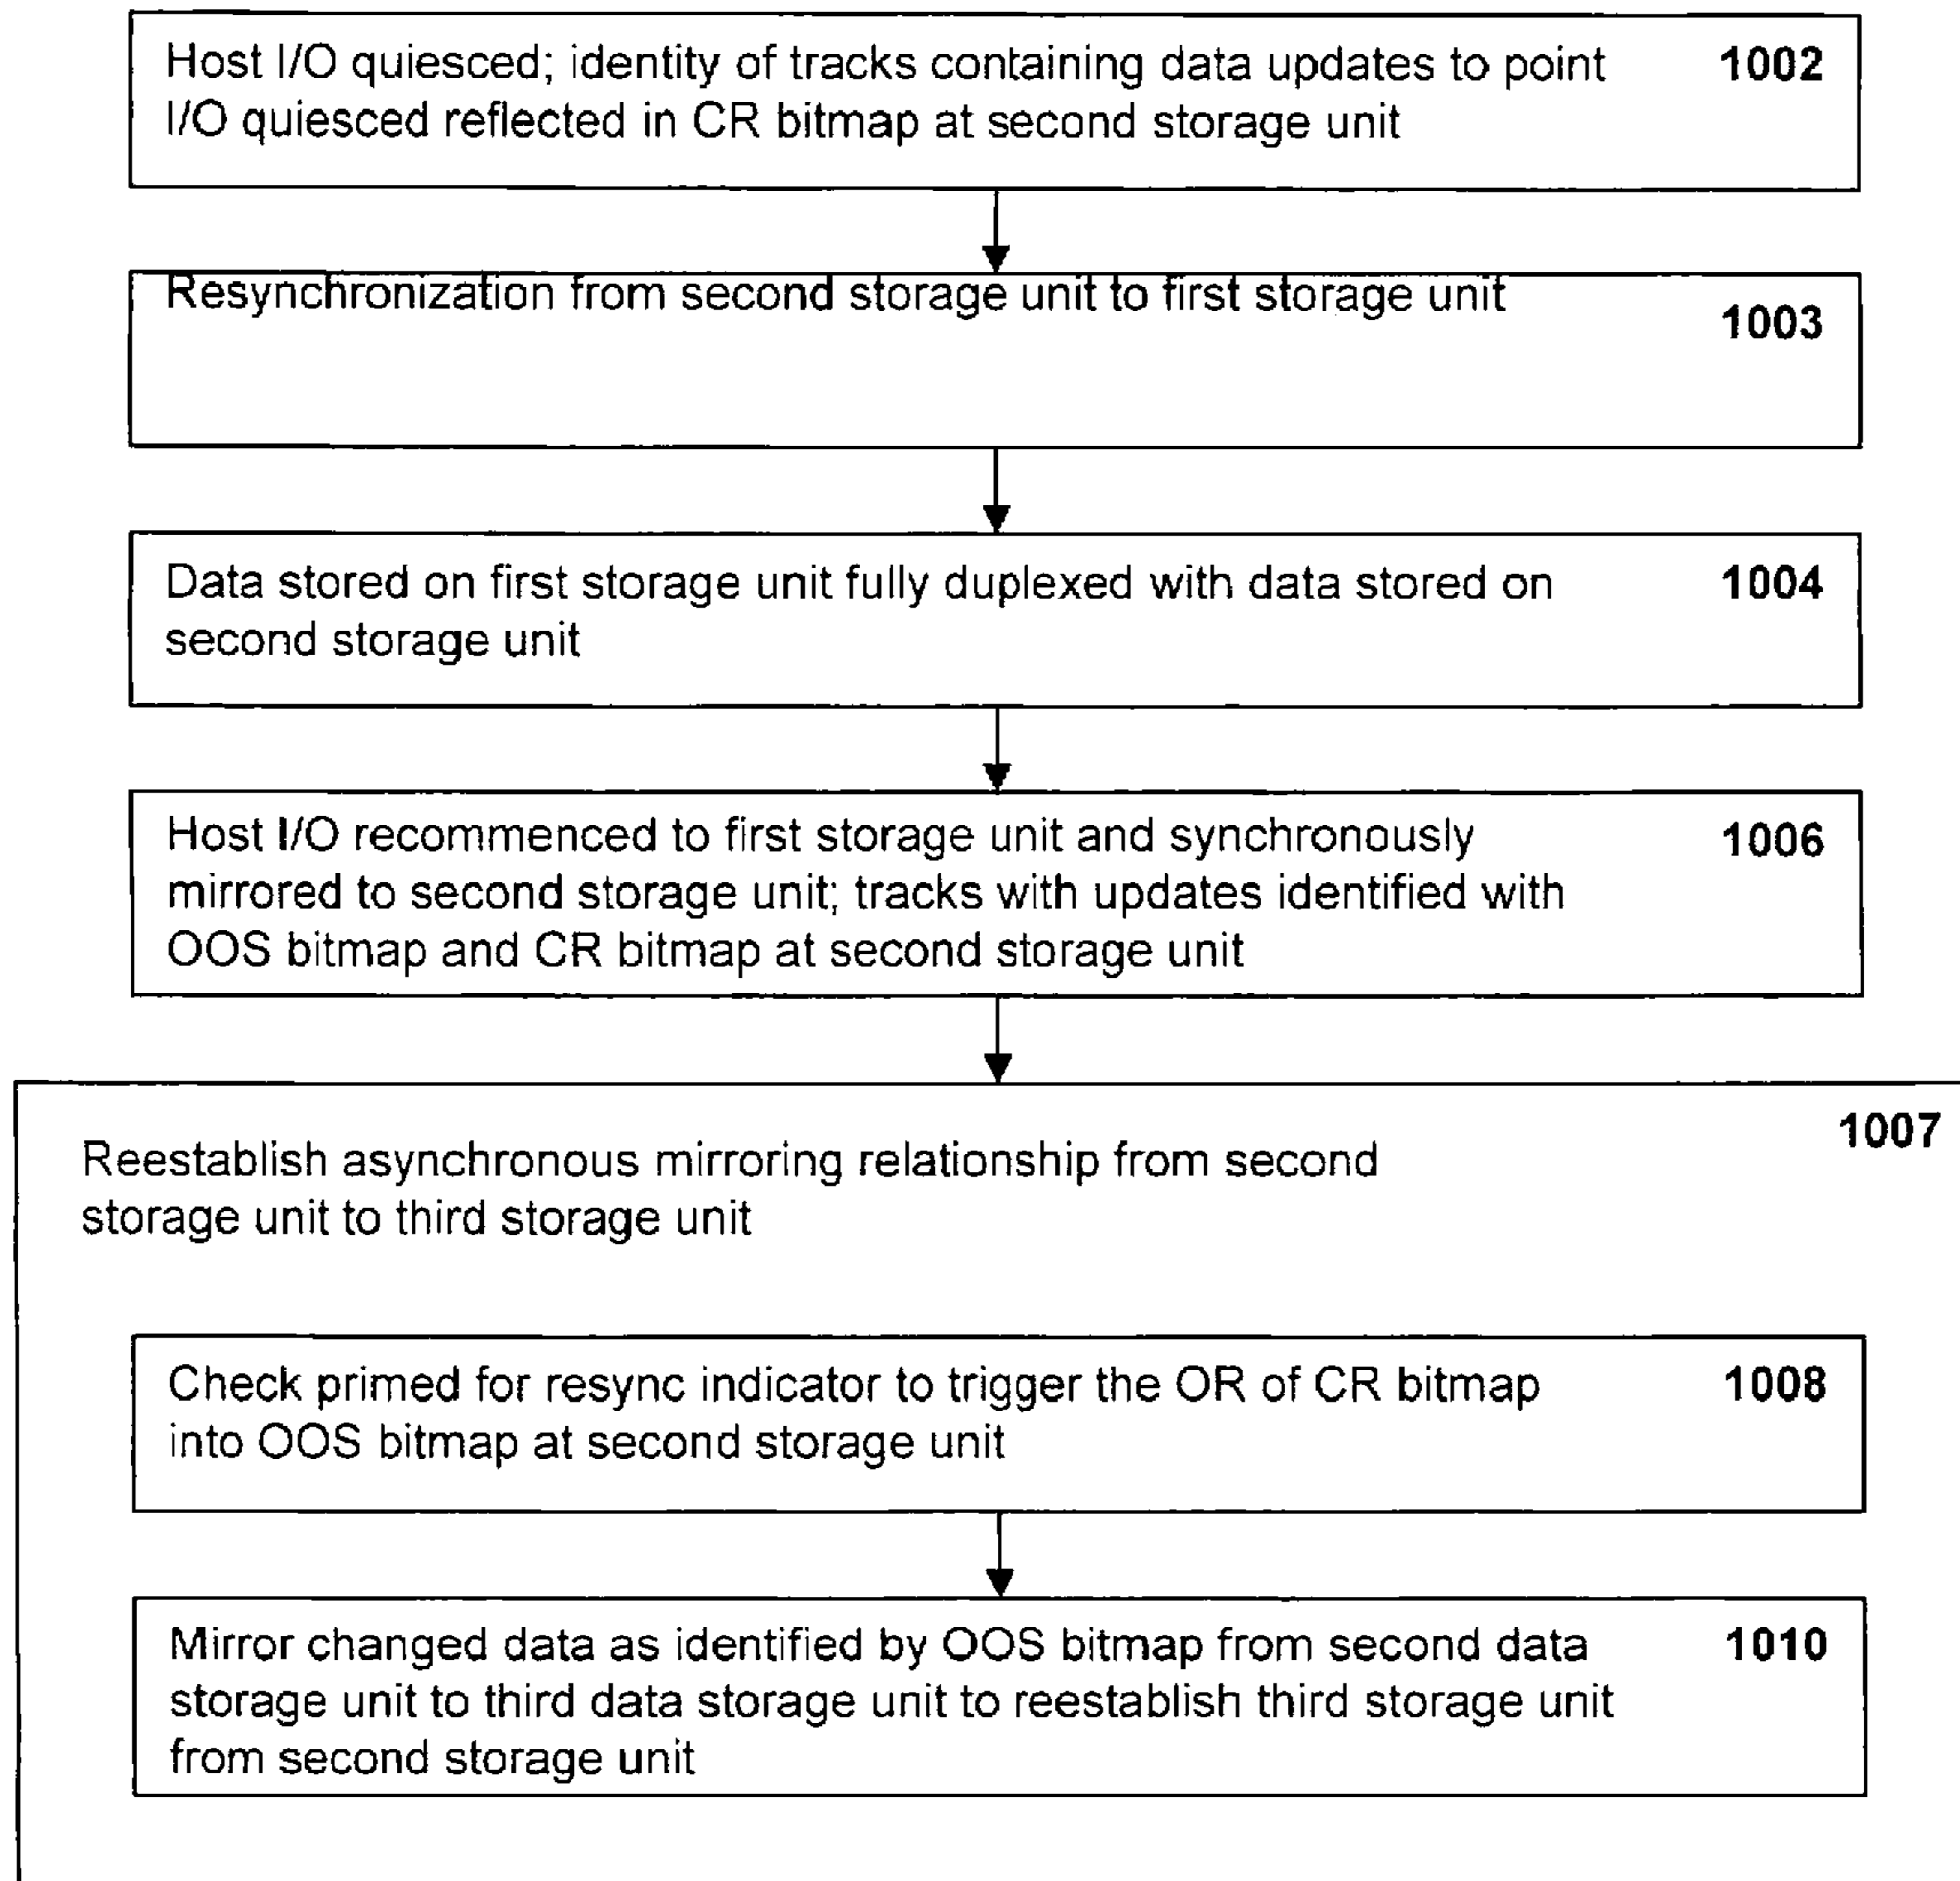 Host I/O quiesced; identity of tracks containing data updates to point 1002
I/O quiesced reflected in CR bitmap at second storage unit
Resynchronization from second storage unit to first storage unit
1003
Data stored on first storage unit fully duplexed with data stored on 1004
second storage unit
Host I/O recommenced to first storage unit and synchronously 1006
mirrored to second storage unit; tracks with updates identified with
OOS bitmap and CR bitmap at second storage unit
1007
Reestablish asynchronous mirroring relationship from second
storage unit to third storage unit
Check primed for resync indicator to trigger the OR of CR bitmap 1008
into OOS bitmap at second storage unit
Mirror changed data as identified by OOS bitmap from second data 1010
storage unit to third data storage unit to reestablish third storage unit
from second storage unit